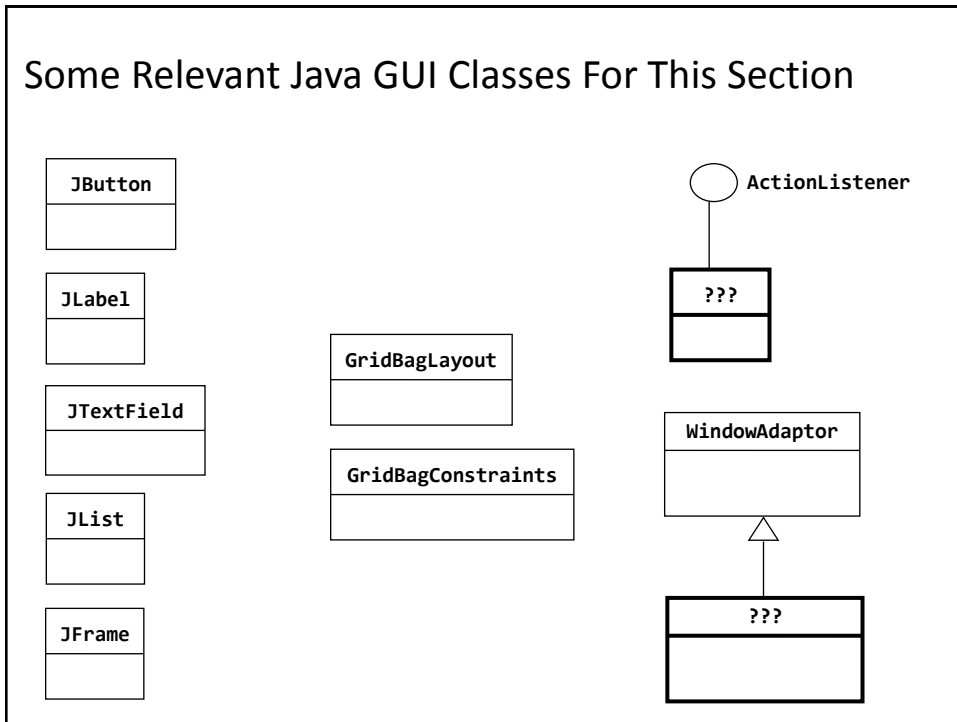 Some Relevant Java GUI Classes For This Section
JButton
JLabel
JTextField
JList
JFrame
GridBagLayout
GridBagConstraints
ActionListener
???
WindowAdaptor
???